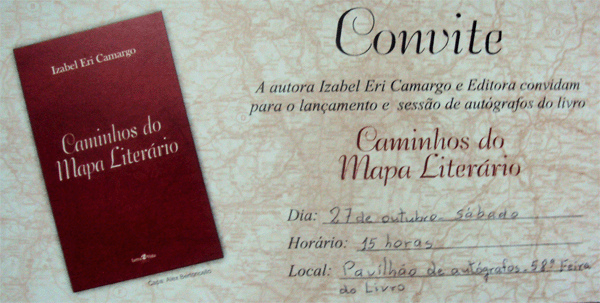 Izabel Eri Camargo
Caminhos do
Mapa Literário
Convite
A autora Izabel Eri Camargo e Editora convidam
para o lançamento e sessão de autógrafos do livro
Caminhos do
Mapa Literário
Dia: 27 de outubro - sábado
Horário: 15 horas
Local: Pavilhão de autógrafos - 58ª Feira
do Livro
Capa: Alex